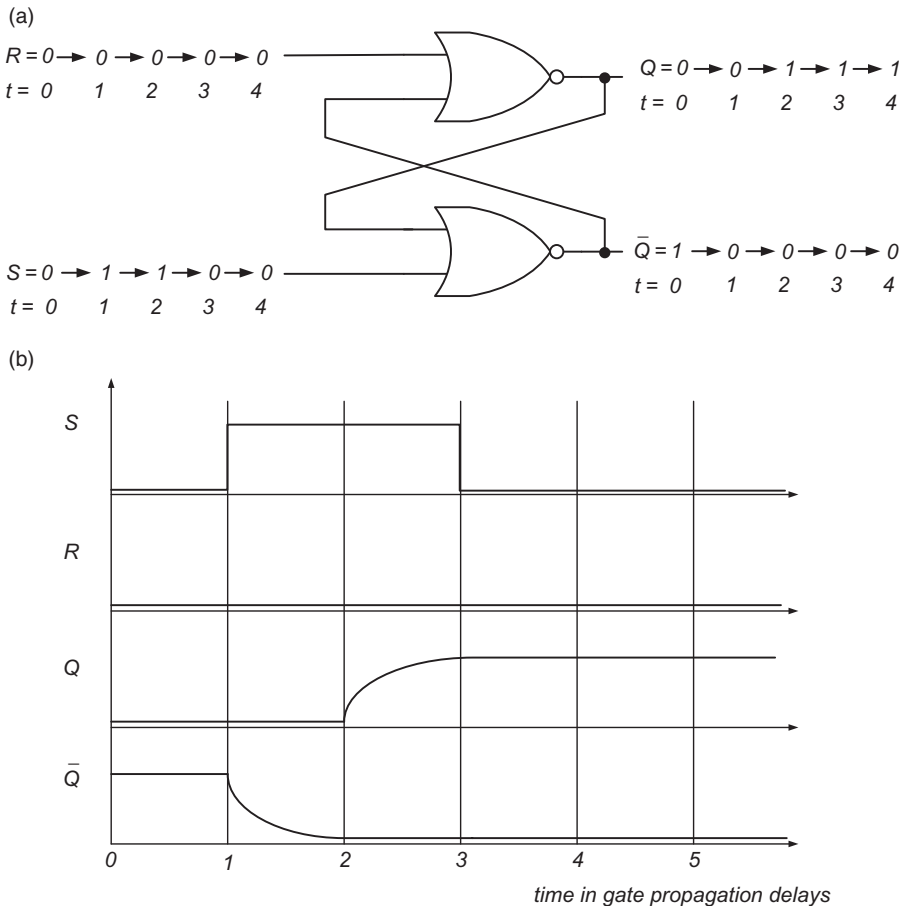 (a)
R = 0 → 0 → 0 → 0 → 0
t = 0 1 2 3 4
Q = 0 → 0 → 1 → 1 → 1
t = 0 1 2 3 4
S = 0 → 1 → 1 → 0 → 0
t = 0 1 2 3 4
Q̅ = 1 → 0 → 0 → 0 → 0
t = 0 1 2 3 4
(b)
S
R
Q
Q̅
0 1 2 3 4 5
time in gate propagation delays